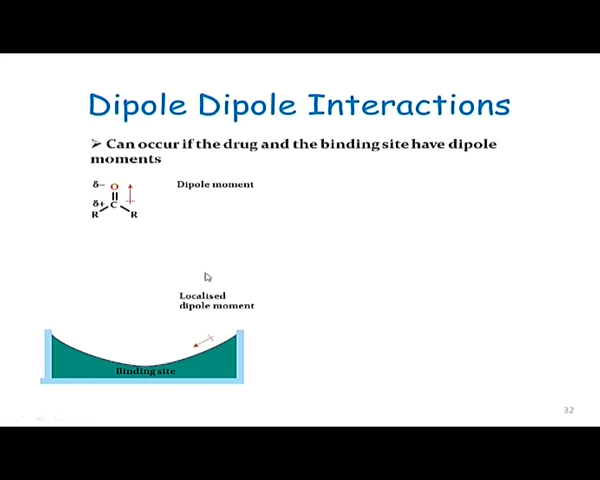 Dipole Dipole Interactions
➢ Can occur if the drug and the binding site have dipole
moments
δ− O
Dipole moment
δ+ C
R R
Localised
dipole moment
Binding site
32